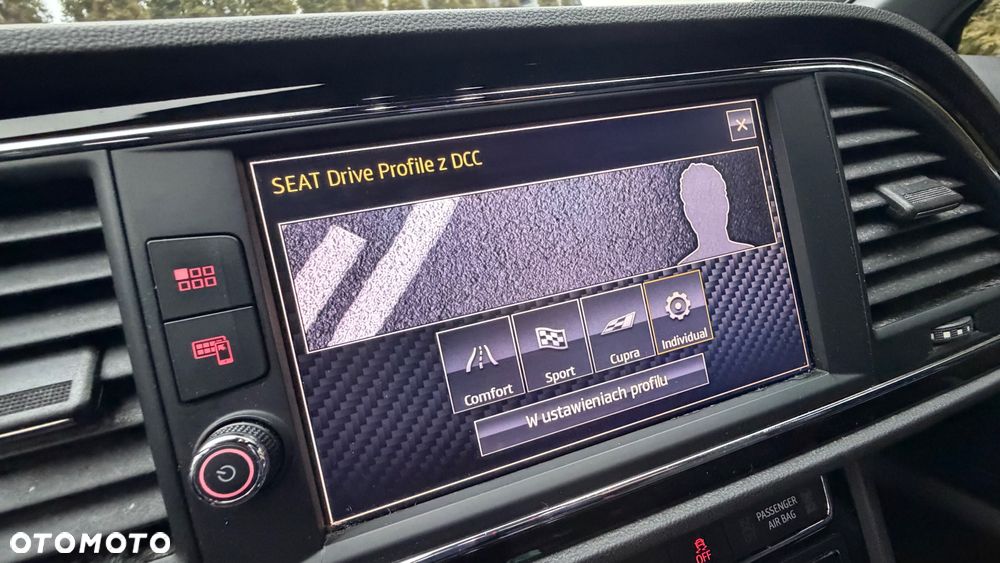 SEAT Drive Profile z DCC
Comfort
Sport
Cupra
Individual
W ustawieniach profilu
PASSENGER
AIR BAG
OFF
OTOMOTO